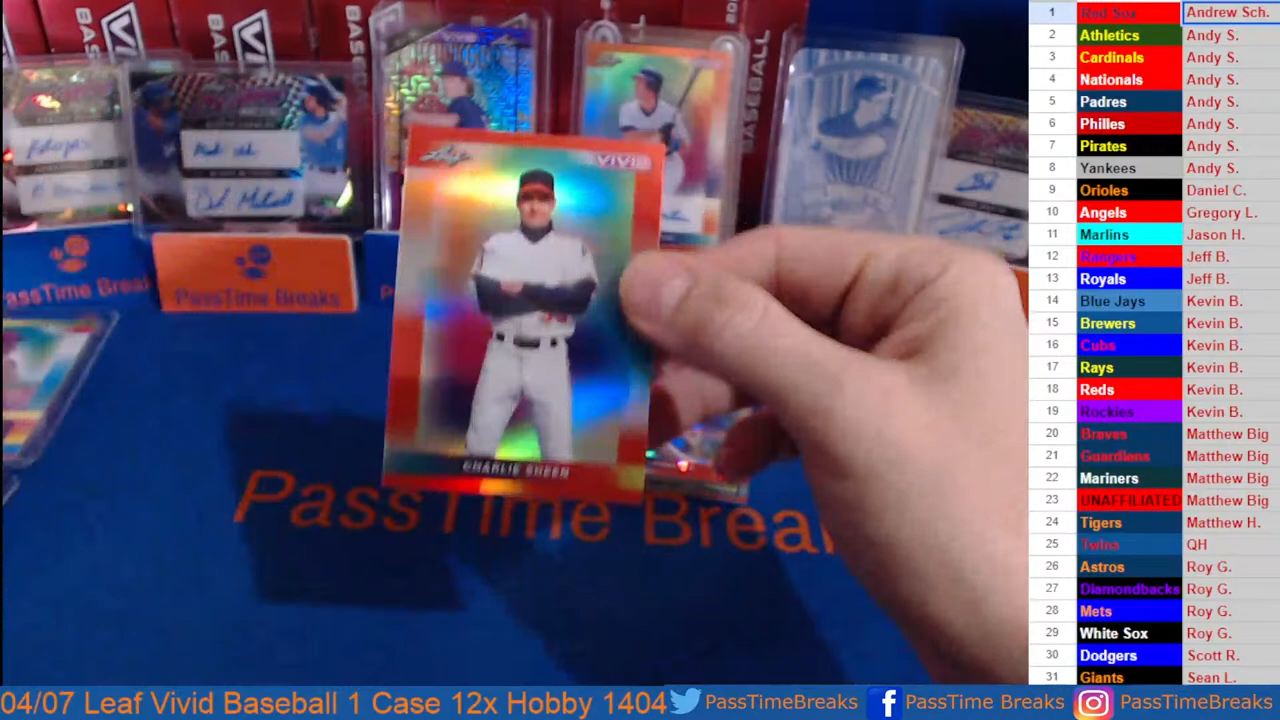 1 Red Sox Andrew Sch.
2 Athletics Andy S.
3 Cardinals Andy S.
4 Nationals Andy S.
5 Padres Andy S.
6 Philles Andy S.
7 Pirates Andy S.
8 Yankees Andy S.
9 Orioles Daniel C.
10 Angels Gregory L.
11 Marlins Jason H.
12 Rangers Jeff B.
13 Royals Jeff B.
14 Blue Jays Kevin B.
15 Brewers Kevin B.
16 Cubs Kevin B.
17 Rays Kevin B.
18 Reds Kevin B.
19 Rockies Kevin B.
20 Braves Matthew Big
21 Guardians Matthew Big
22 Mariners Matthew Big
23 UNAFFILIATED Matthew Big
24 Tigers Matthew H.
25 Twins QH
26 Astros Roy G.
27 Diamondbacks Roy G.
28 Mets Roy G.
29 White Sox Roy G.
30 Dodgers Scott R.
31 Giants Sean L.
BASEBALL
Leaf VIVID
CHARLIE SHEEN
PassTime Breaks
PassTime Breaks
04/07 Leaf Vivid Baseball 1 Case 12x Hobby 1404 PassTimeBreaks PassTime Breaks PassTimeBreaks